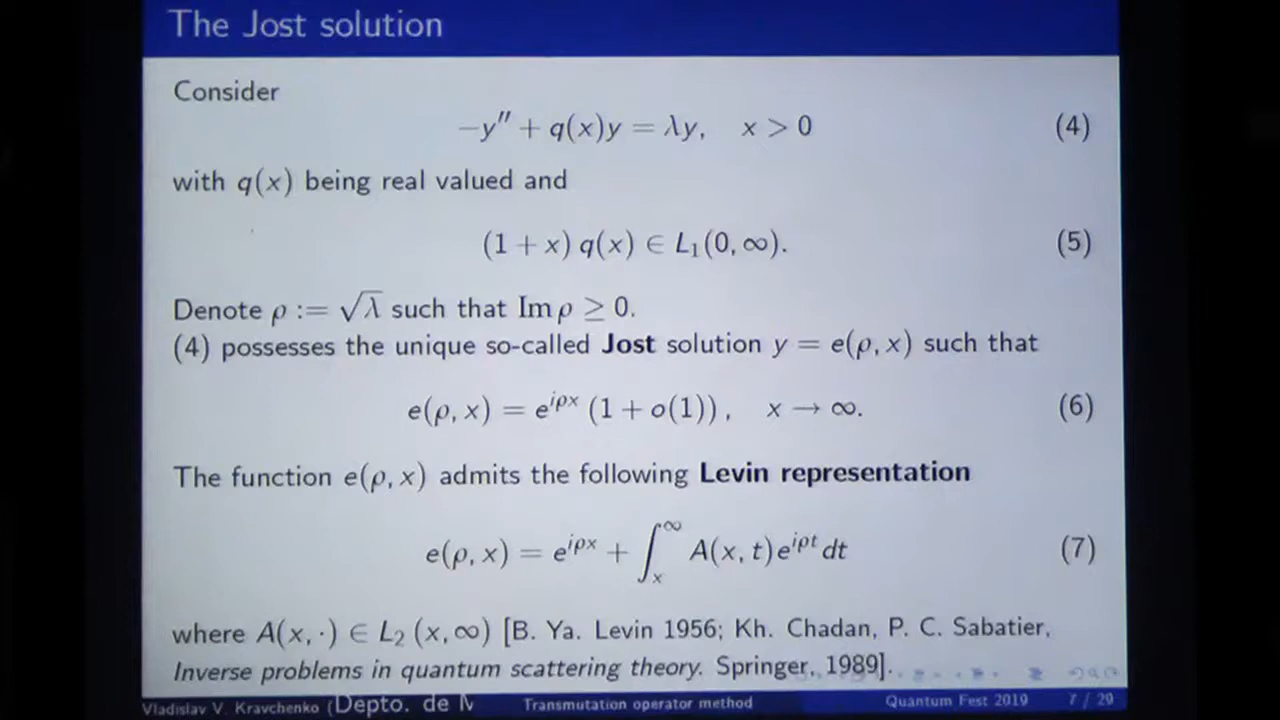 The Jost solution
Consider
−y″ + q(x)y = λy, x > 0 (4)
with q(x) being real valued and
(1 + x) q(x) ∈ L₁(0, ∞). (5)
Denote ρ := √λ such that Im ρ ≥ 0.
(4) possesses the unique so-called Jost solution y = e(ρ, x) such that
e(ρ, x) = e^{iρx} (1 + o(1)), x → ∞. (6)
The function e(ρ, x) admits the following Levin representation
e(ρ, x) = e^{iρx} + ∫_x^∞ A(x, t)e^{iρt} dt (7)
where A(x, ·) ∈ L₂ (x, ∞) [B. Ya. Levin 1956; Kh. Chadan, P. C. Sabatier,
Inverse problems in quantum scattering theory. Springer, 1989].
Vladislav V. Kravchenko (Depto. de M Transmutation operator method Quantum Fest 2019 7 / 29